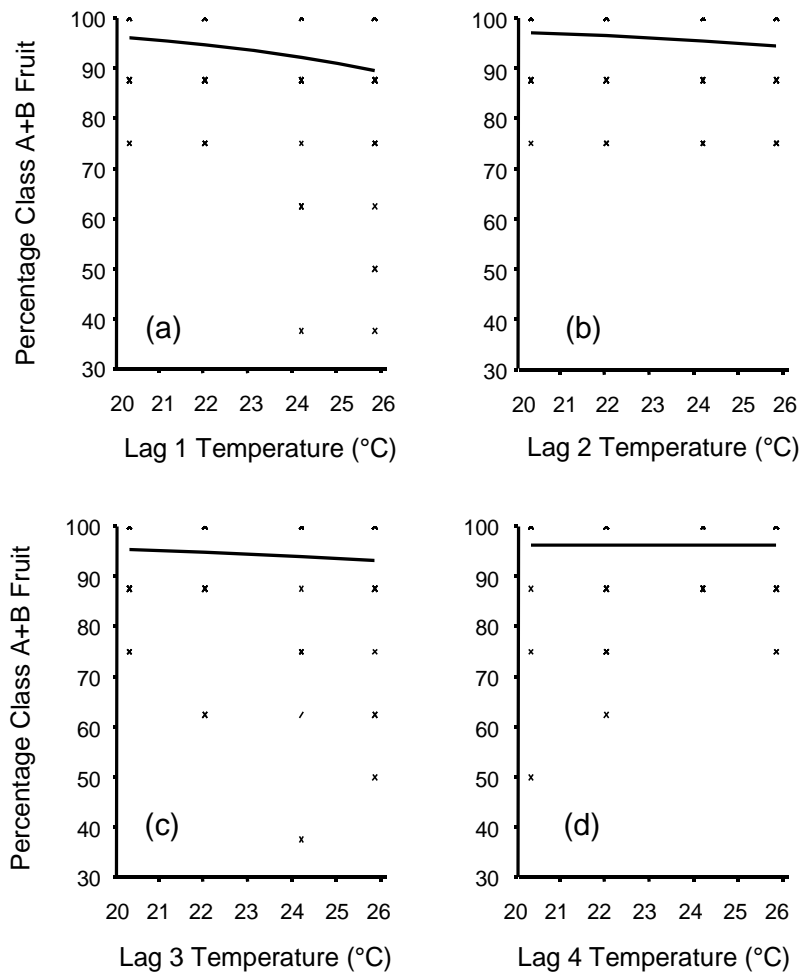 Percentage Class A+B Fruit
100
90
80
70
60
50
40
30
(a)
20 21 22 23 24 25 26
Lag 1 Temperature (°C)
100
90
80
70
60
50
40
30
(b)
20 21 22 23 24 25 26
Lag 2 Temperature (°C)
Percentage Class A+B Fruit
100
90
80
70
60
50
40
30
(c)
20 21 22 23 24 25 26
Lag 3 Temperature (°C)
100
90
80
70
60
50
40
30
(d)
20 21 22 23 24 25 26
Lag 4 Temperature (°C)